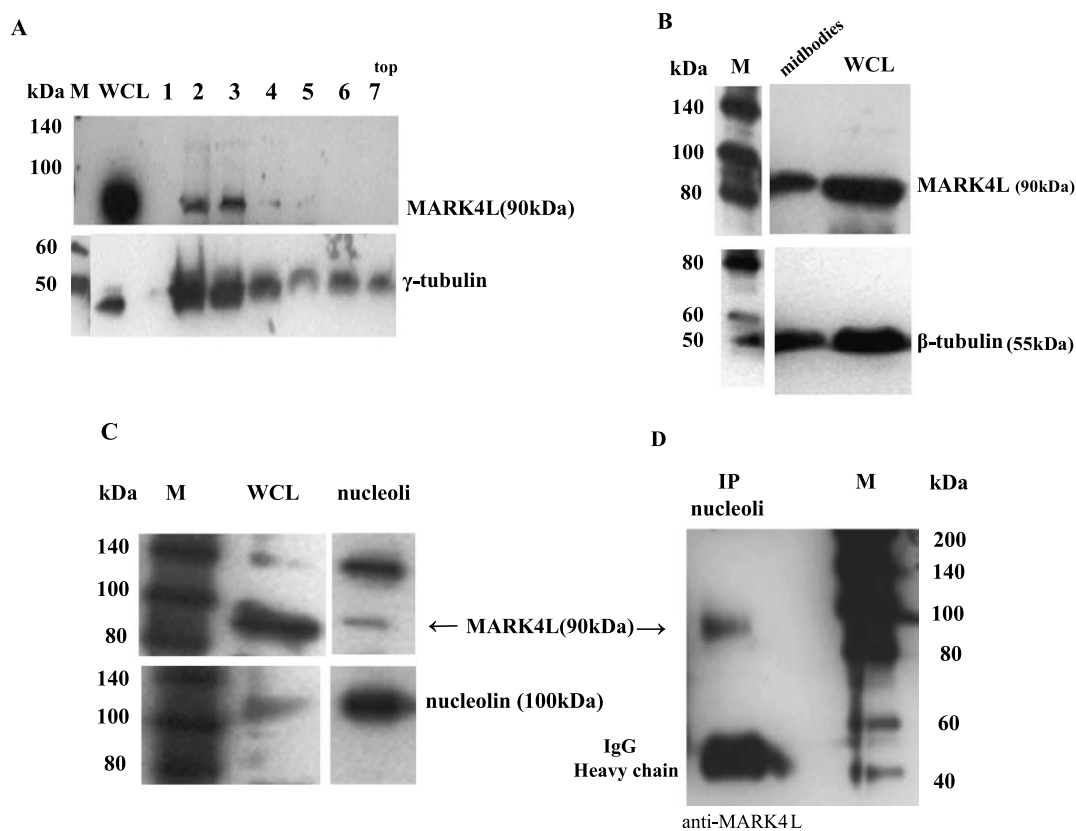 A
top
kDa M WCL 1 2 3 4 5 6 7
140
100
MARK4L(90kDa)
60
50
γ-tubulin
B
kDa M midbodies WCL
140
100
80
MARK4L (90kDa)
80
60
50
β-tubulin (55kDa)
C
kDa M WCL nucleoli
140
100
80
← MARK4L(90kDa) →
140
100
80
nucleolin (100kDa)
D
IP M kDa
nucleoli
200
140
100
80
60
40
IgG
Heavy chain
anti-MARK4L